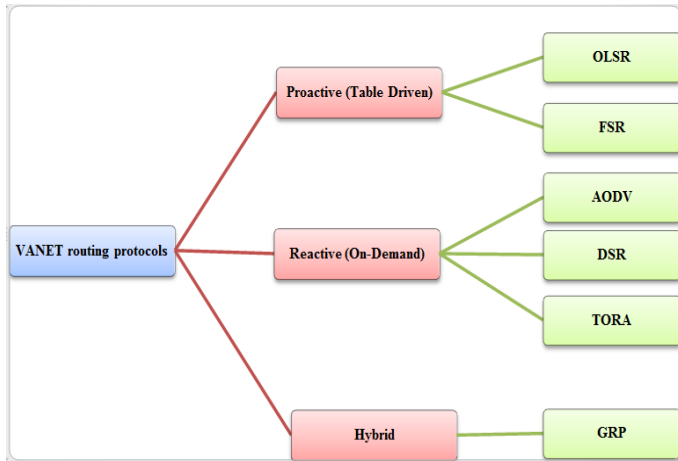 OLSR
Proactive (Table Driven)
FSR
AODV
VANET routing protocols
Reactive (On-Demand)
DSR
TORA
Hybrid
GRP